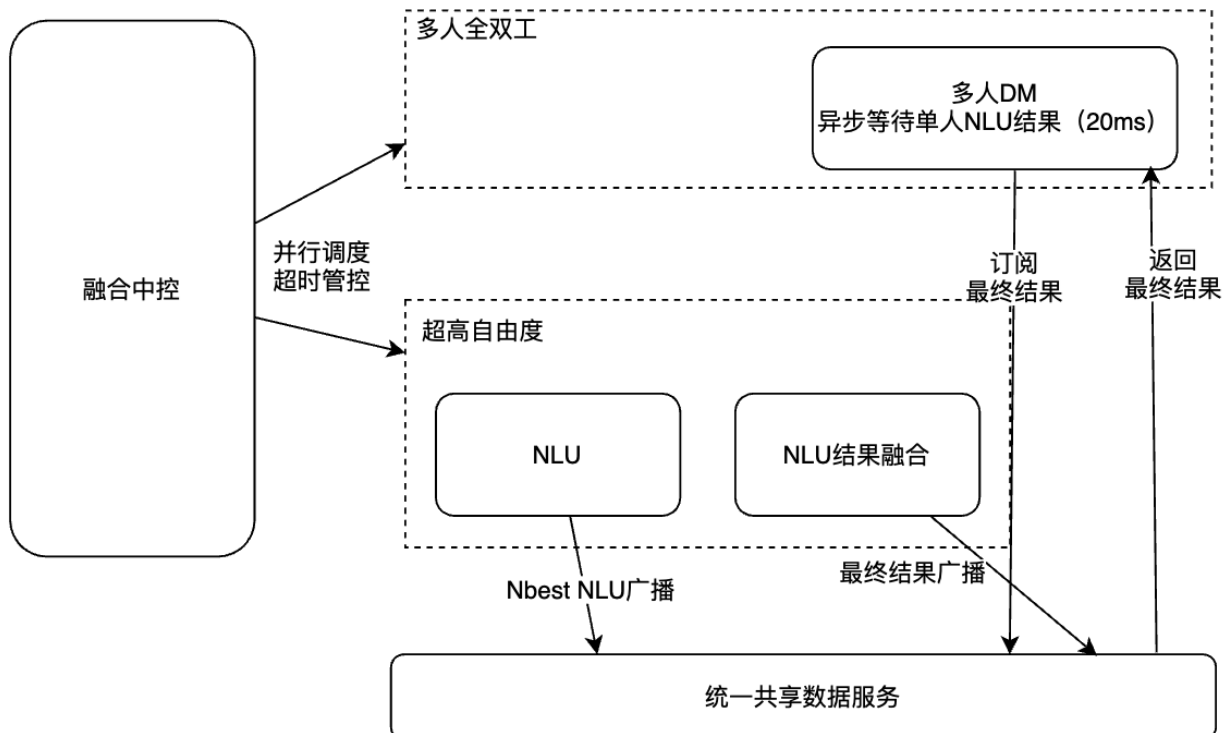 多人全双工
多人DM
异步等待单人NLU结果（20ms）
融合中控
并行调度
超时管控
订阅
最终结果
返回
最终结果
超高自由度
NLU
NLU结果融合
Nbest NLU广播
最终结果广播
统一共享数据服务